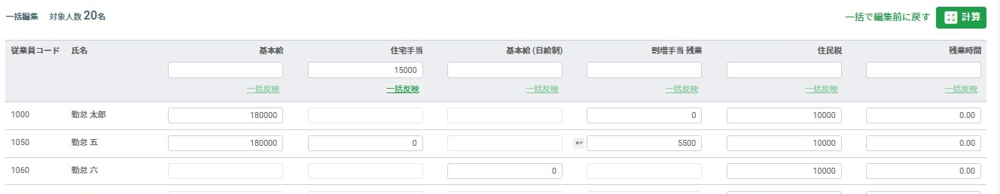 一括編集 対象人数 20名
一括で編集前に戻す 計算
従業員コード 氏名 基本給 住宅手当 基本給 (日給制) 割増手当 残業 住民税 残業時間
15000
一括反映 一括反映 一括反映 一括反映 一括反映 一括反映
1000 勤怠 太郎 180000 0 10000 0.00
1050 勤怠 五 180000 0 5500 10000 0.00
1060 勤怠 六 0 10000 0.00